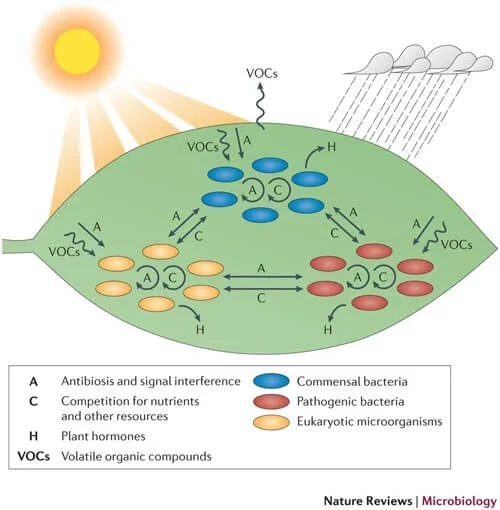 VOCs
VOCs
A
H
A
C
A
C
A
C
A
VOCs
A
VOCs
A
C
A
C
A
C
H
H
A Antibiosis and signal interference
C Competition for nutrients
and other resources
H Plant hormones
VOCs Volatile organic compounds
Commensal bacteria
Pathogenic bacteria
Eukaryotic microorganisms
Nature Reviews | Microbiology